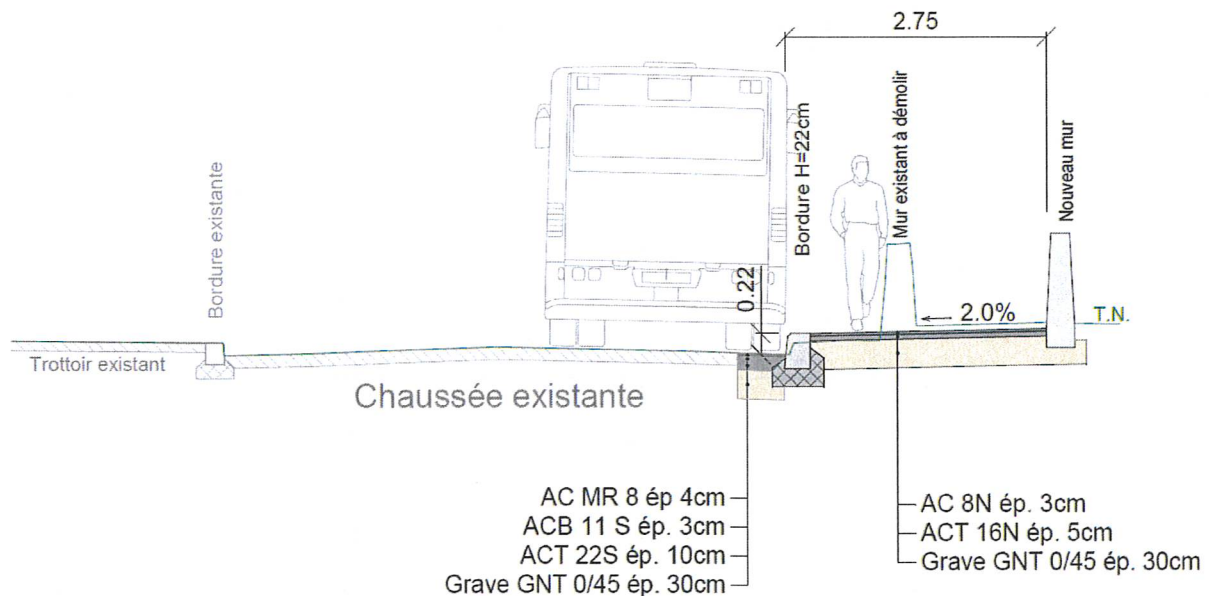 2.75
Bordure existante
Bordure H=22cm
Mur existant à démolir
Nouveau mur
0.22
2.0%
T.N.
Trottoir existant
Chaussée existante
AC MR 8 ép 4cm
ACB 11 S ép. 3cm
ACT 22S ép. 10cm
Grave GNT 0/45 ép. 30cm
AC 8N ép. 3cm
ACT 16N ép. 5cm
Grave GNT 0/45 ép. 30cm